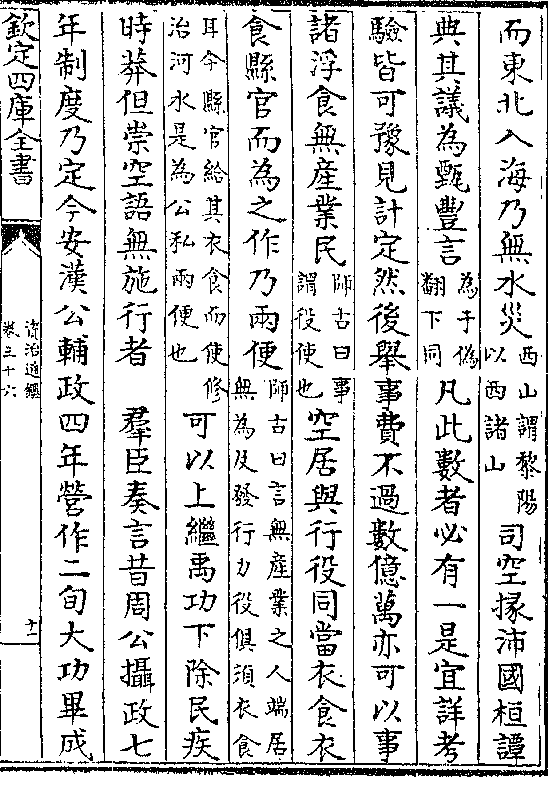 而東北入海乃無水災西山謂黎陽以西諸山司空掾沛國桓譚
典其議為甄豐言為于偽翻下同凡此數者必有一是宜詳考
驗皆可豫見計定然後舉事費不過數億萬亦可以事
諸浮食無產業民師古曰事謂役使也空居與行役同當衣食衣
食縣官而為之作乃兩便師古曰言無產業之人端居無為及發行力役俱須衣食
耳今縣官給其衣食而使修治河水是為公私兩便也可以上繼禹功下除民疾
時莽但崇空語無施行者 羣臣奏言昔周公攝政七
年制度乃定今安漢公輔政四年營作二旬大功畢成
欽定四庫全書
資治通鑑
卷三十六
十一